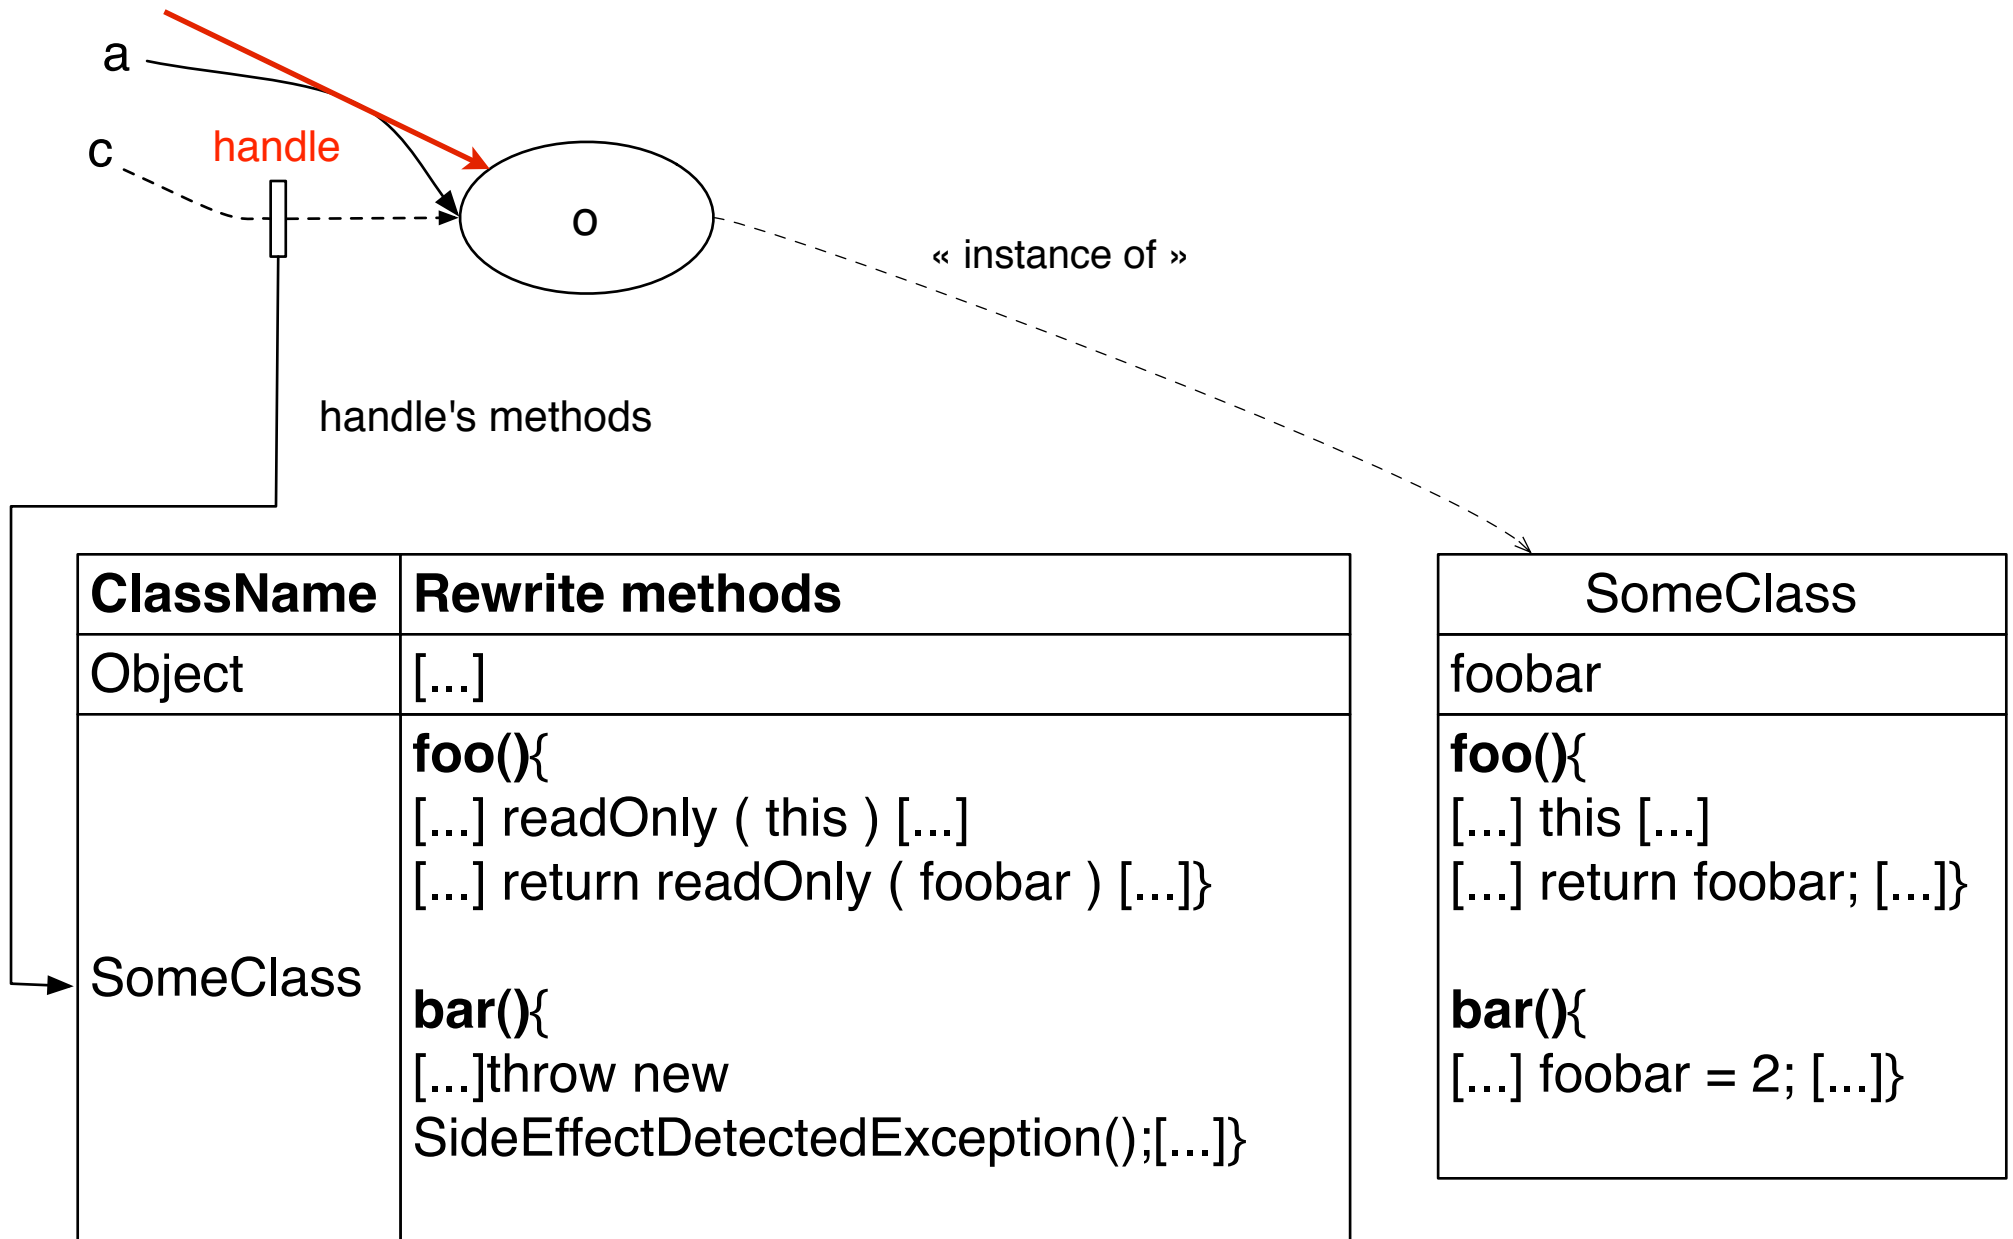 a
c
handle
o
« instance of »
handle's methods
ClassName
Rewrite methods
Object
[...]
SomeClass
foo(){
[...] readOnly ( this ) [...]
[...] return readOnly ( foobar ) [...]}
bar(){
[...]throw new
SideEffectDetectedException();[...]}
SomeClass
foobar
foo(){
[...] this [...]
[...] return foobar; [...]}
bar(){
[...] foobar = 2; [...]}